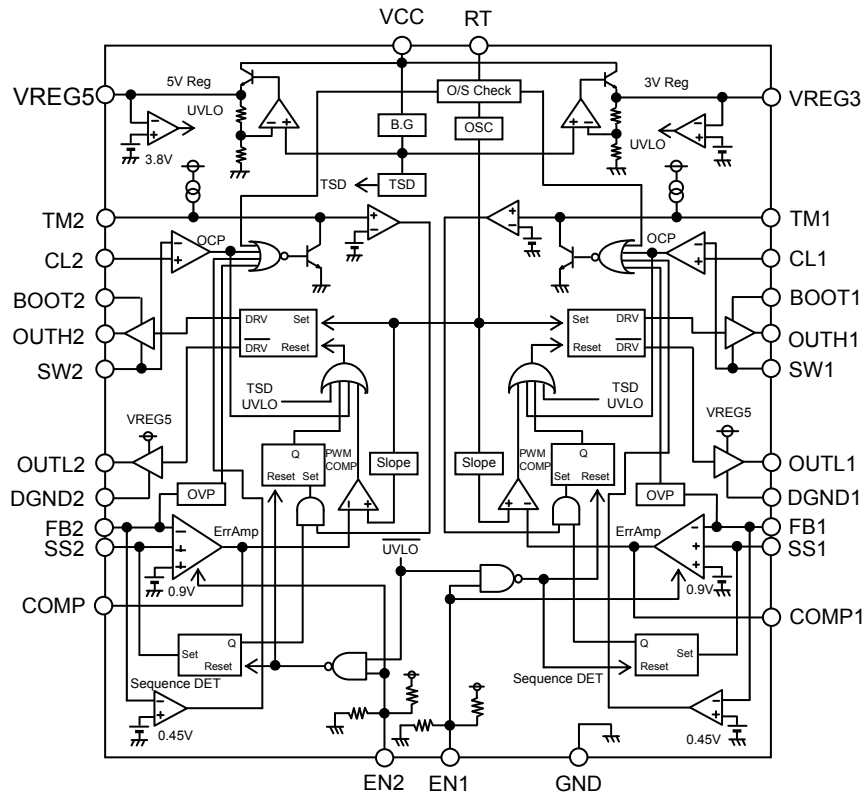 VCC RT
VREG5 5V Reg 3V Reg VREG3
UVLO O/S Check UVLO
3.8V B.G OSC
TSD TSD
TM2 TM1
OCP OCP
CL2 CL1
BOOT2 BOOT1
DRV Set Set DRV
OUTH2 OUTH1
DRV Reset Reset DRV
SW2 SW1
TSD TSD
UVLO UVLO
VREG5 VREG5
Q PWM COMP PWM COMP Q
OUTL2 Reset Set Slope Slope Set Reset OUTL1
DGND2 OVP OVP DGND1
FB2 FB1
ErrAmp ErrAmp
SS2 UVLO SS1
0.9V 0.9V
COMP COMP1
Q Q
Set Reset Reset Set
Sequence DET Sequence DET
0.45V 0.45V
EN2 EN1 GND